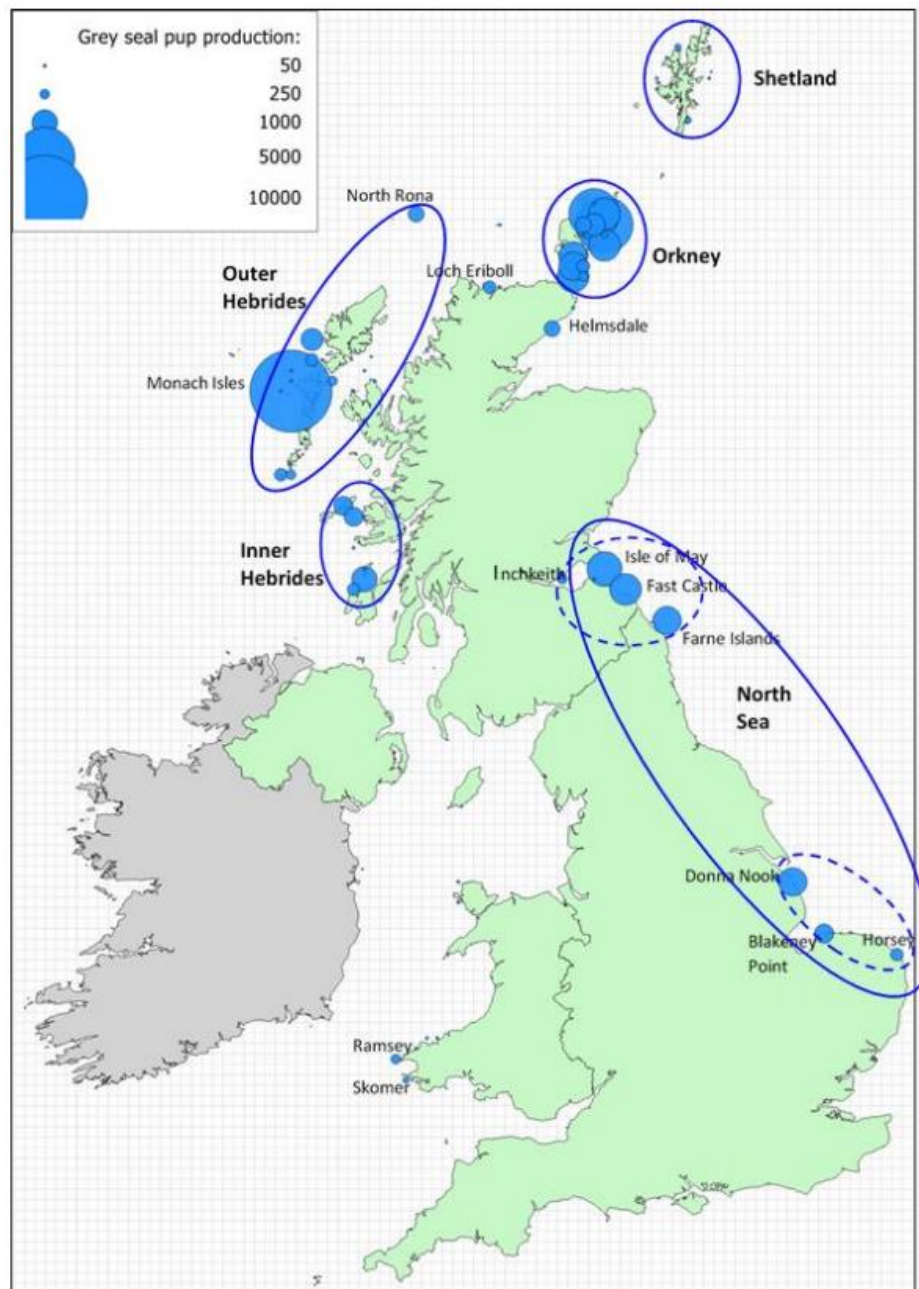 Grey seal pup production:
50
250
1000
5000
10000
Shetland
North Rona
Orkney
Outer
Hebrides
Loch Eriboll
Helmsdale
Monach Isles
Inner
Hebrides
Isle of May
Inchkeith
Fast Castle
Farne Islands
North
Sea
Donna Nook
Blakeney
Point
Horsey
Ramsey
Skomer